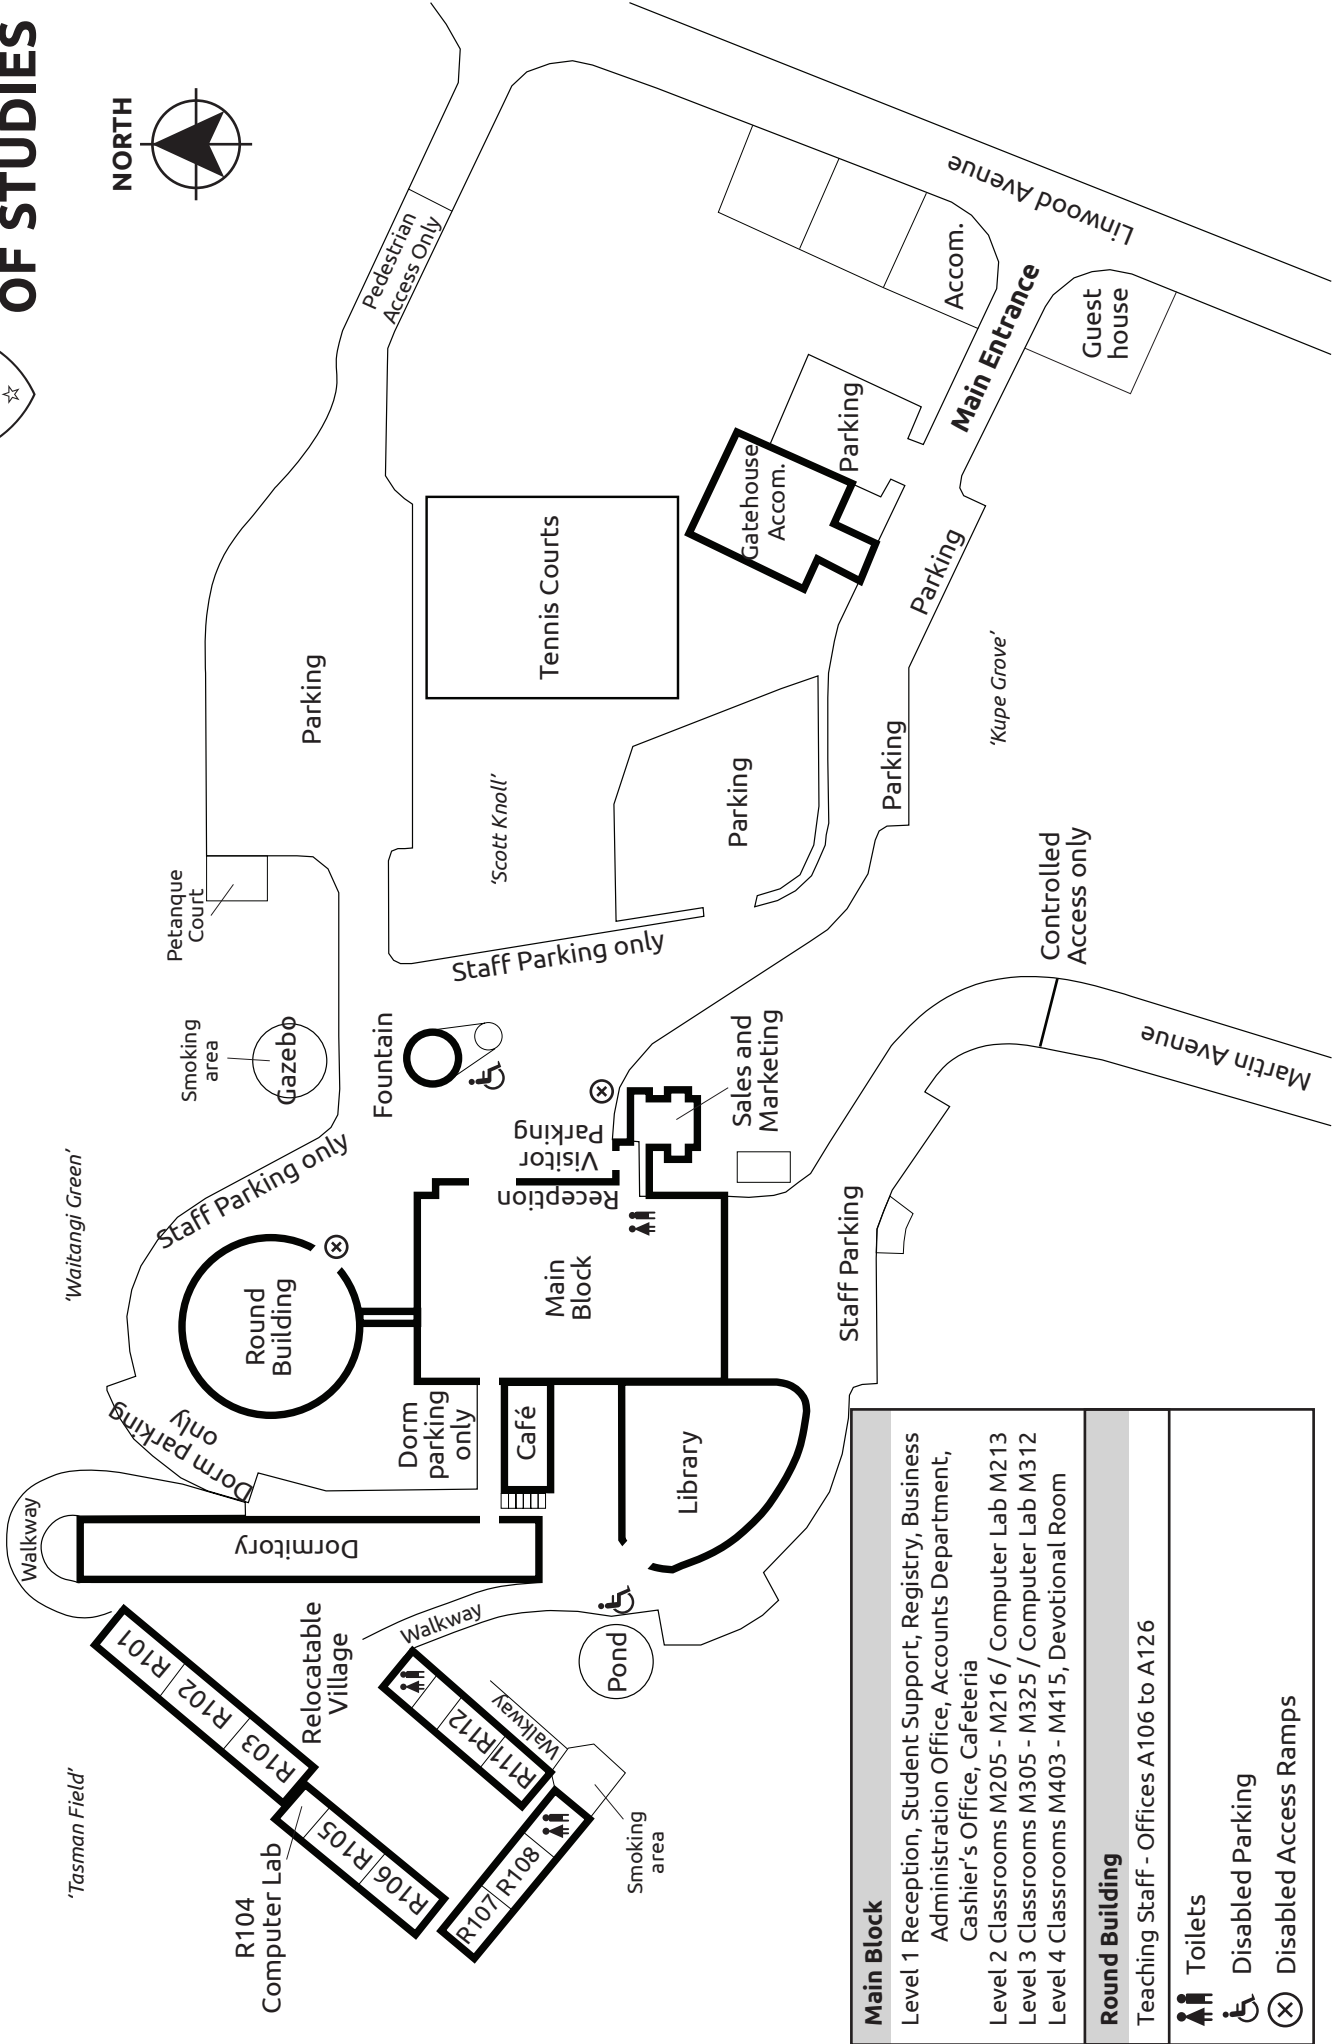 OF STUDIES
NORTH
Pedestrian
Access Only
Linwood Avenue
Accom.
Main Entrance
Guest
house
Parking
Gatehouse
Accom.
Tennis Courts
Parking
Parking
Parking
Parking
'Kupe Grove'
'Scott Knoll'
Petanque
Court
Staff Parking only
Controlled
Access only
Martin Avenue
Smoking
area
Gazebo
Fountain
Sales and
Marketing
Visitor
Parking
Reception
'Waitangi Green'
Staff Parking only
Round
Building
Main
Block
Staff Parking
Dorm parking
only
Dorm
parking
only
Café
Library
Walkway
Dormitory
Relocatable
Village
Walkway
Pond
R101
R102
R103
R104
Computer Lab
R105
R106
R107
R108
R111
R112
Walkway
Smoking
area
'Tasman Field'
Main Block
Level 1 Reception, Student Support, Registry, Business
Administration Office, Accounts Department,
Cashier's Office, Cafeteria
Level 2 Classrooms M205 - M216 / Computer Lab M213
Level 3 Classrooms M305 - M325 / Computer Lab M312
Level 4 Classrooms M403 - M415, Devotional Room
Round Building
Teaching Staff - Offices A106 to A126
Toilets
Disabled Parking
Disabled Access Ramps